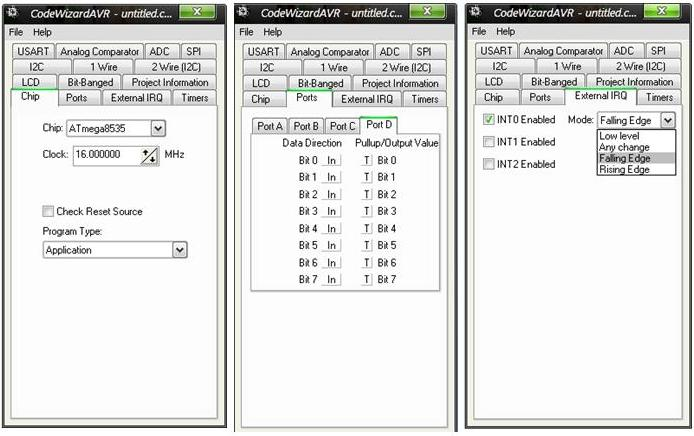 CodeWizardAVR - untitled.c...
File Help
USART Analog Comparator ADC SPI
I2C 1 Wire 2 Wire (I2C)
LCD Bit-Banged Project Information
Chip Ports External IRQ Timers
Chip: ATmega8535
Clock: 16.000000 MHz
Check Reset Source
Program Type:
Application
CodeWizardAVR - untitled.c...
File Help
USART Analog Comparator ADC SPI
I2C 1 Wire 2 Wire (I2C)
LCD Bit-Banged Project Information
Chip Ports External IRQ Timers
Port A Port B Port C Port D
Data Direction Pullup/Output Value
Bit 0 In T Bit 0
Bit 1 In T Bit 1
Bit 2 In T Bit 2
Bit 3 In T Bit 3
Bit 4 In T Bit 4
Bit 5 In T Bit 5
Bit 6 In T Bit 6
Bit 7 In T Bit 7
CodeWizardAVR - untitled.c...
File Help
USART Analog Comparator ADC SPI
I2C 1 Wire 2 Wire (I2C)
LCD Bit-Banged Project Information
Chip Ports External IRQ Timers
INT0 Enabled Mode: Falling Edge
Low level
Any change
Falling Edge
Rising Edge
INT1 Enabled
INT2 Enabled